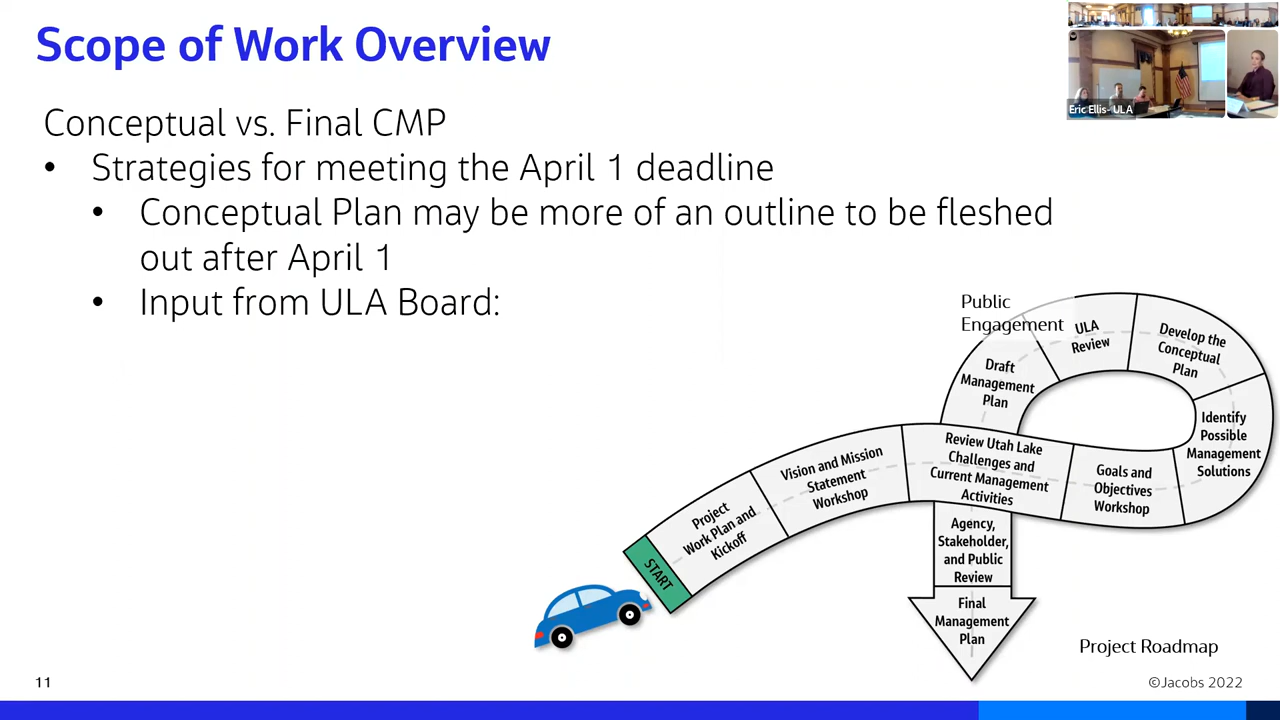 Scope of Work Overview
Eric Ellis- ULA
Conceptual vs. Final CMP
• Strategies for meeting the April 1 deadline
• Conceptual Plan may be more of an outline to be fleshed
out after April 1
• Input from ULA Board:
START
Project
Work Plan and
Kickoff
Vision and Mission
Statement
Workshop
Review Utah Lake
Challenges and
Current Management
Activities
Goals and
Objectives
Workshop
Identify
Possible
Management
Solutions
Develop the
Conceptual
Plan
ULA
Review
Public
Engagement
Draft
Management
Plan
Agency,
Stakeholder,
and Public
Review
Final
Management
Plan
Project Roadmap
11
©Jacobs 2022